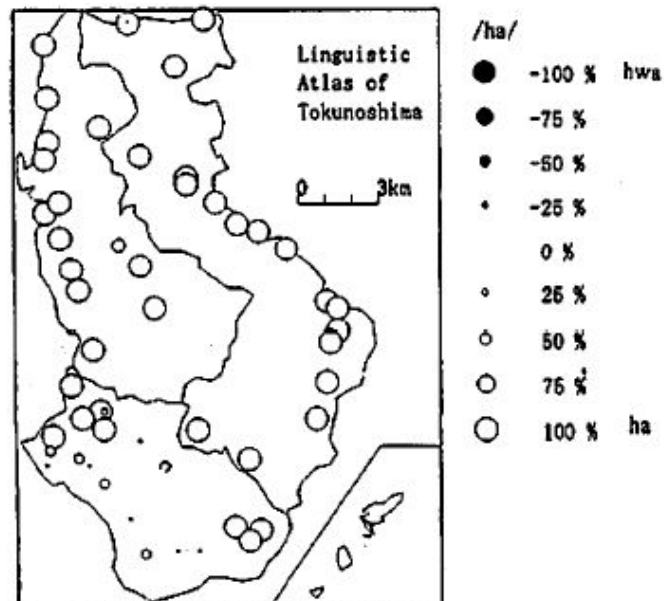 Linguistic
Atlas of
Tokunoshima
0 3km
/ha/
-100 % hwa
-75 %
-50 %
-25 %
0 %
25 %
50 %
75 %
100 % ha